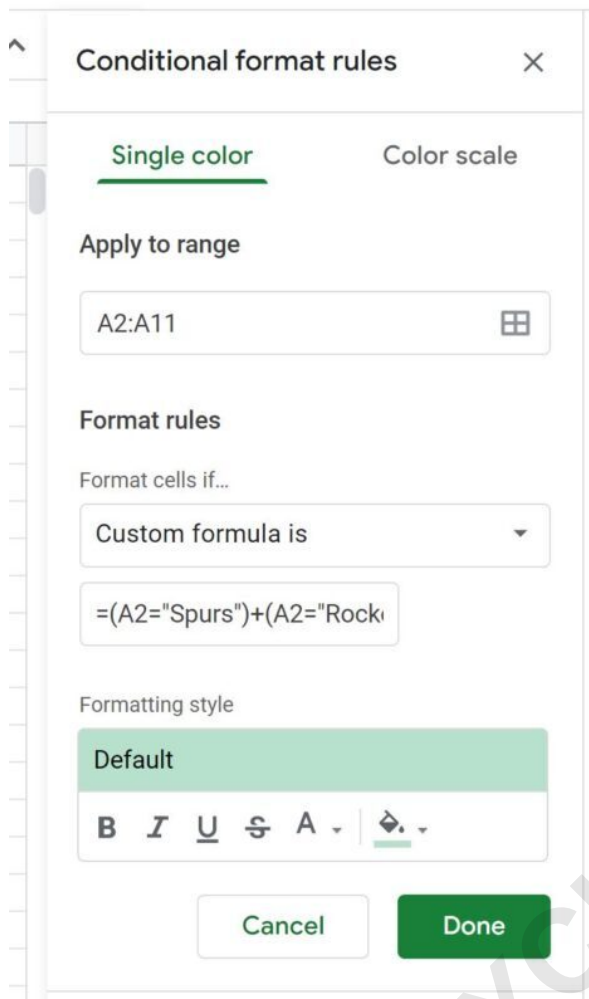 Conditional format rules
Single color
Color scale
Apply to range
A2:A11
Format rules
Format cells if…
Custom formula is
=(A2="Spurs")+(A2="Rock
Formatting style
Default
B I U S A
Cancel
Done